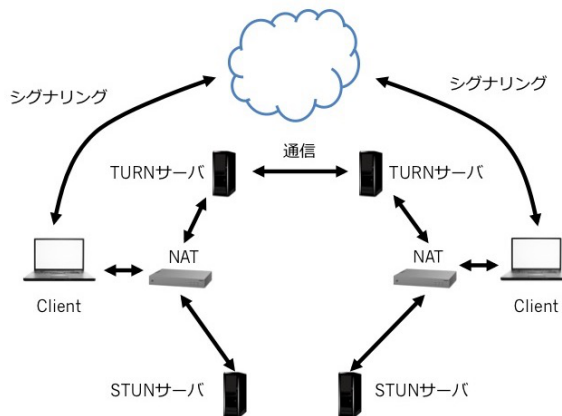 シグナリング
シグナリング
通信
TURNサーバ
TURNサーバ
NAT
NAT
Client
Client
STUNサーバ
STUNサーバ